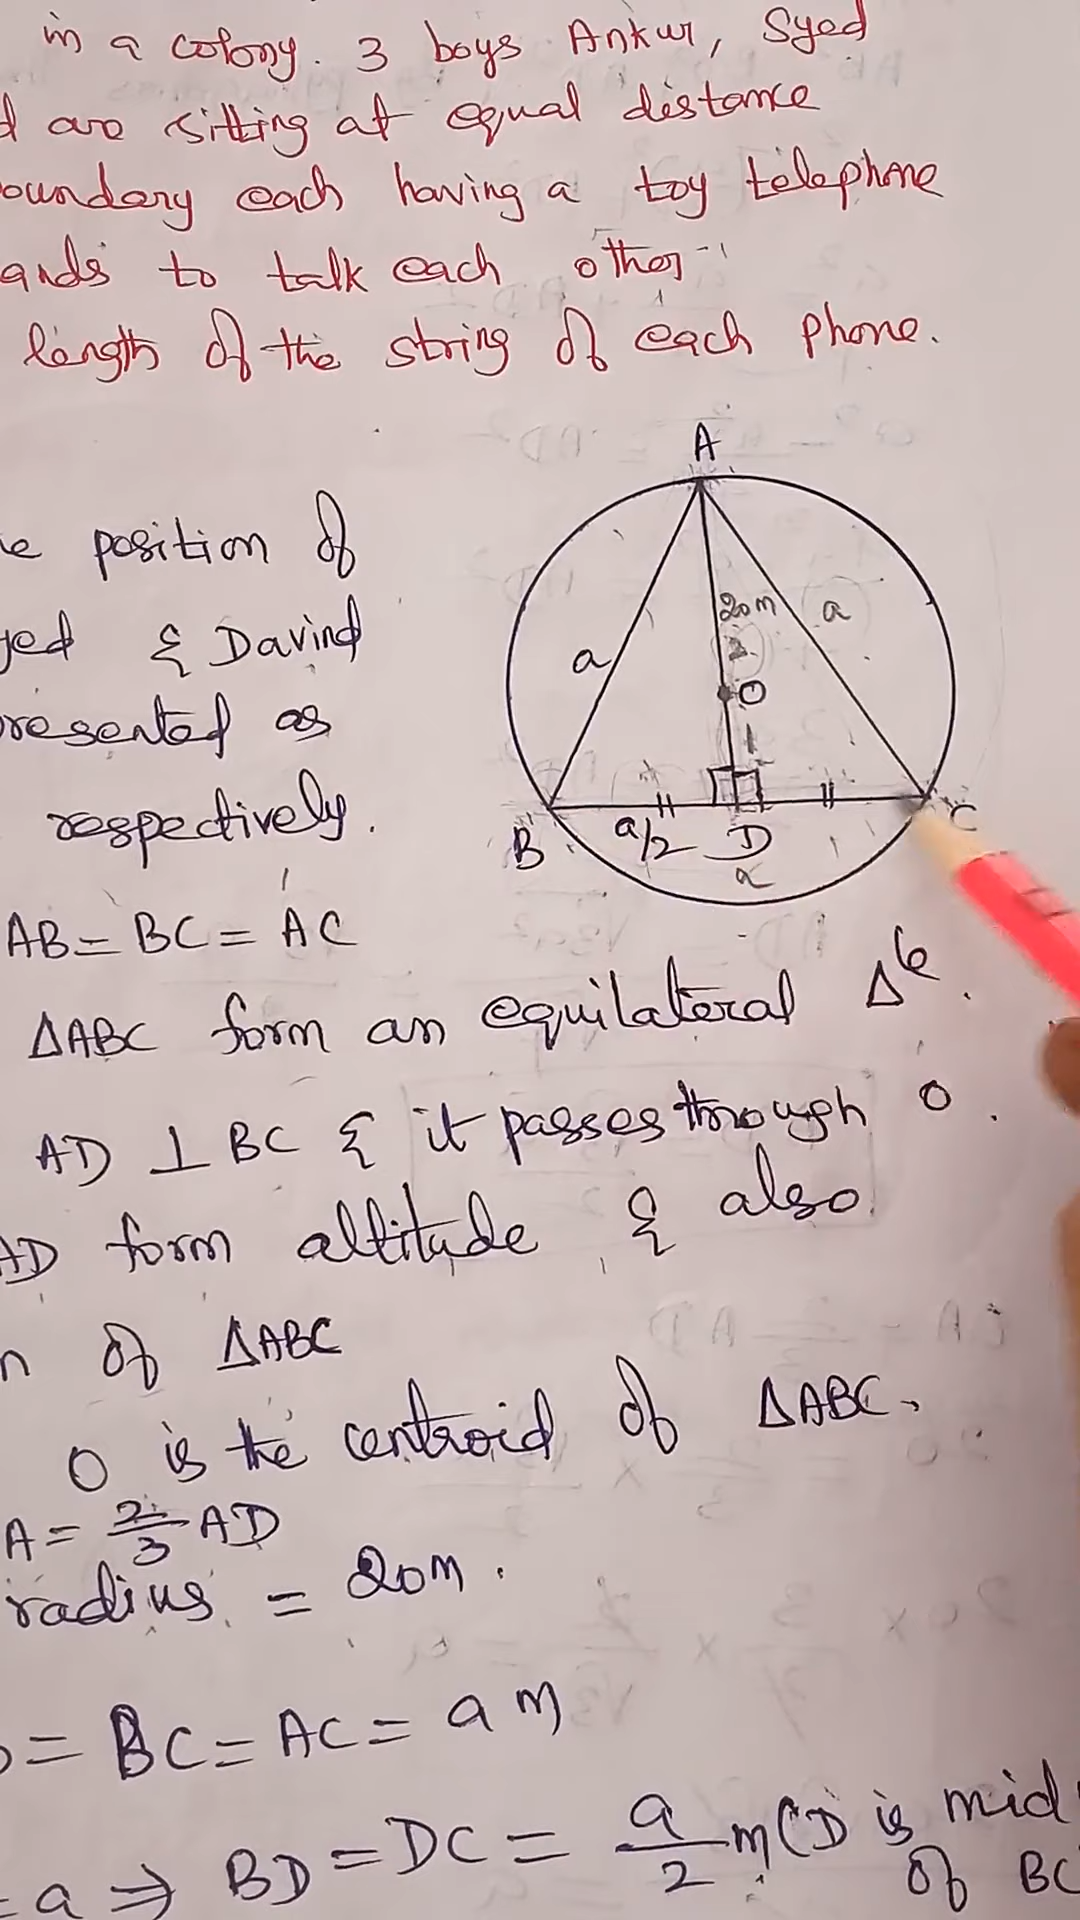 in a colony. 3 boys Ankur, Syed
are sitting at equal distance
oundary each having a toy telephone
ands to talk each other
length of the string of each phone.
A
position of
yed & Davind
resented as
respectively.
20m
a
a
2
O
1
B
a/2
D
C
AB = BC = AC
ΔABC form an equilateral Δle.
AD ⊥ BC & it passes through O.
AD form altitude & also
n of ΔABC
O is the centroid of ΔABC.
A = 2/3 AD
radius = 20m.
= BC = AC = a m
= a ⇒ BD = DC = a/2 m (D is mid
of BC